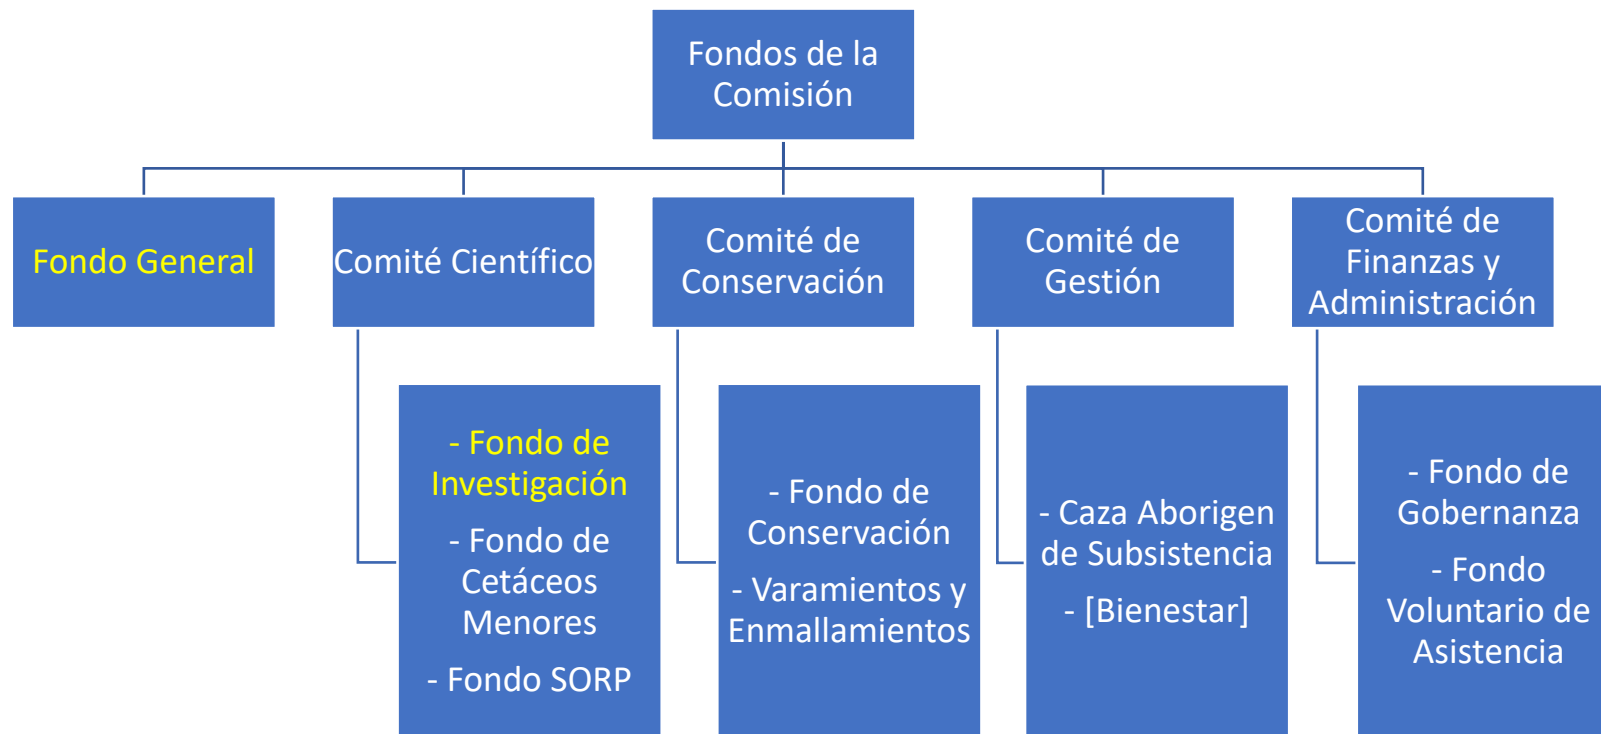 Fondos de la
Comisión
Fondo General
Comité Científico
Comité de
Conservación
Comité de
Gestión
Comité de
Finanzas y
Administración
- Fondo de
Investigación
- Fondo de
Cetáceos
Menores
- Fondo SORP
- Fondo de
Conservación
- Varamientos y
Enmallamientos
- Caza Aborigen
de Subsistencia
- [Bienestar]
- Fondo de
Gobernanza
- Fondo
Voluntario de
Asistencia